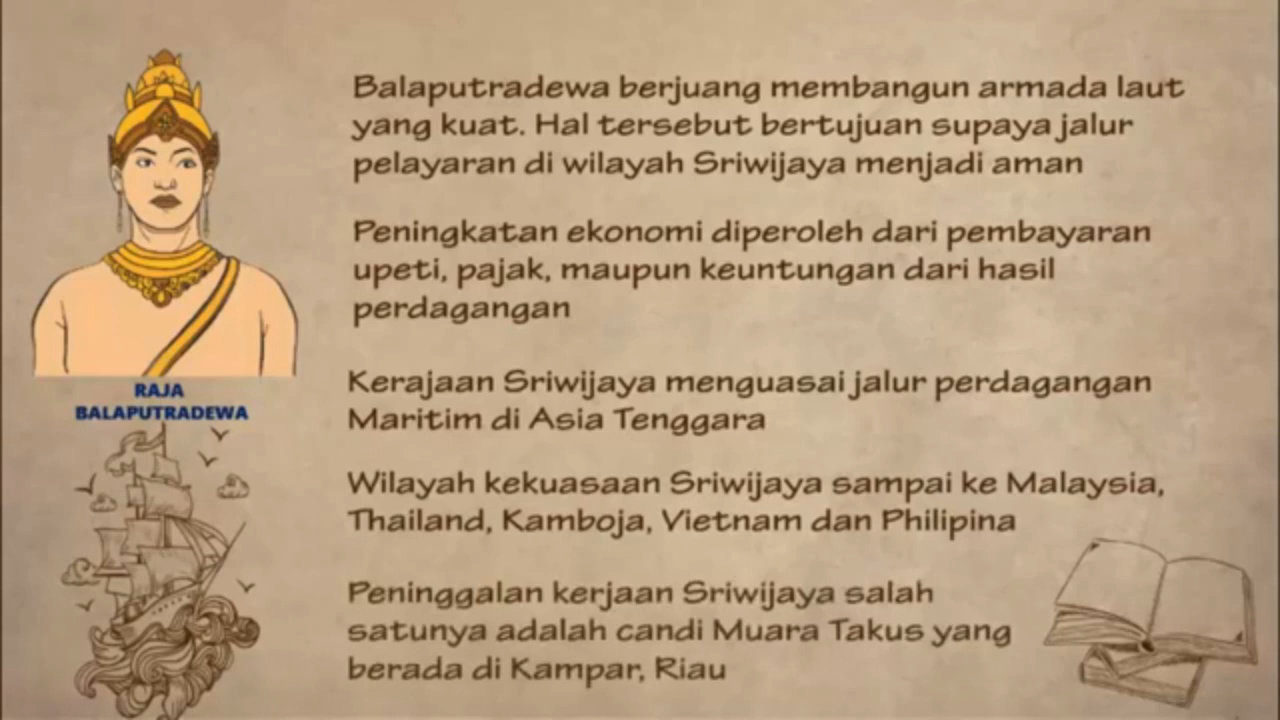 Balaputradewa berjuang membangun armada laut
yang kuat. Hal tersebut bertujuan supaya jalur
pelayaran di wilayah Sriwijaya menjadi aman
Peningkatan ekonomi diperoleh dari pembayaran
upeti, pajak, maupun keuntungan dari hasil
perdagangan
RAJA
BALAPUTRADEWA
Kerajaan Sriwijaya menguasai jalur perdagangan
Maritim di Asia Tenggara
Wilayah kekuasaan Sriwijaya sampai ke Malaysia,
Thailand, Kamboja, Vietnam dan Philipina
Peninggalan kerjaan Sriwijaya salah
satunya adalah candi Muara Takus yang
berada di Kampar, Riau